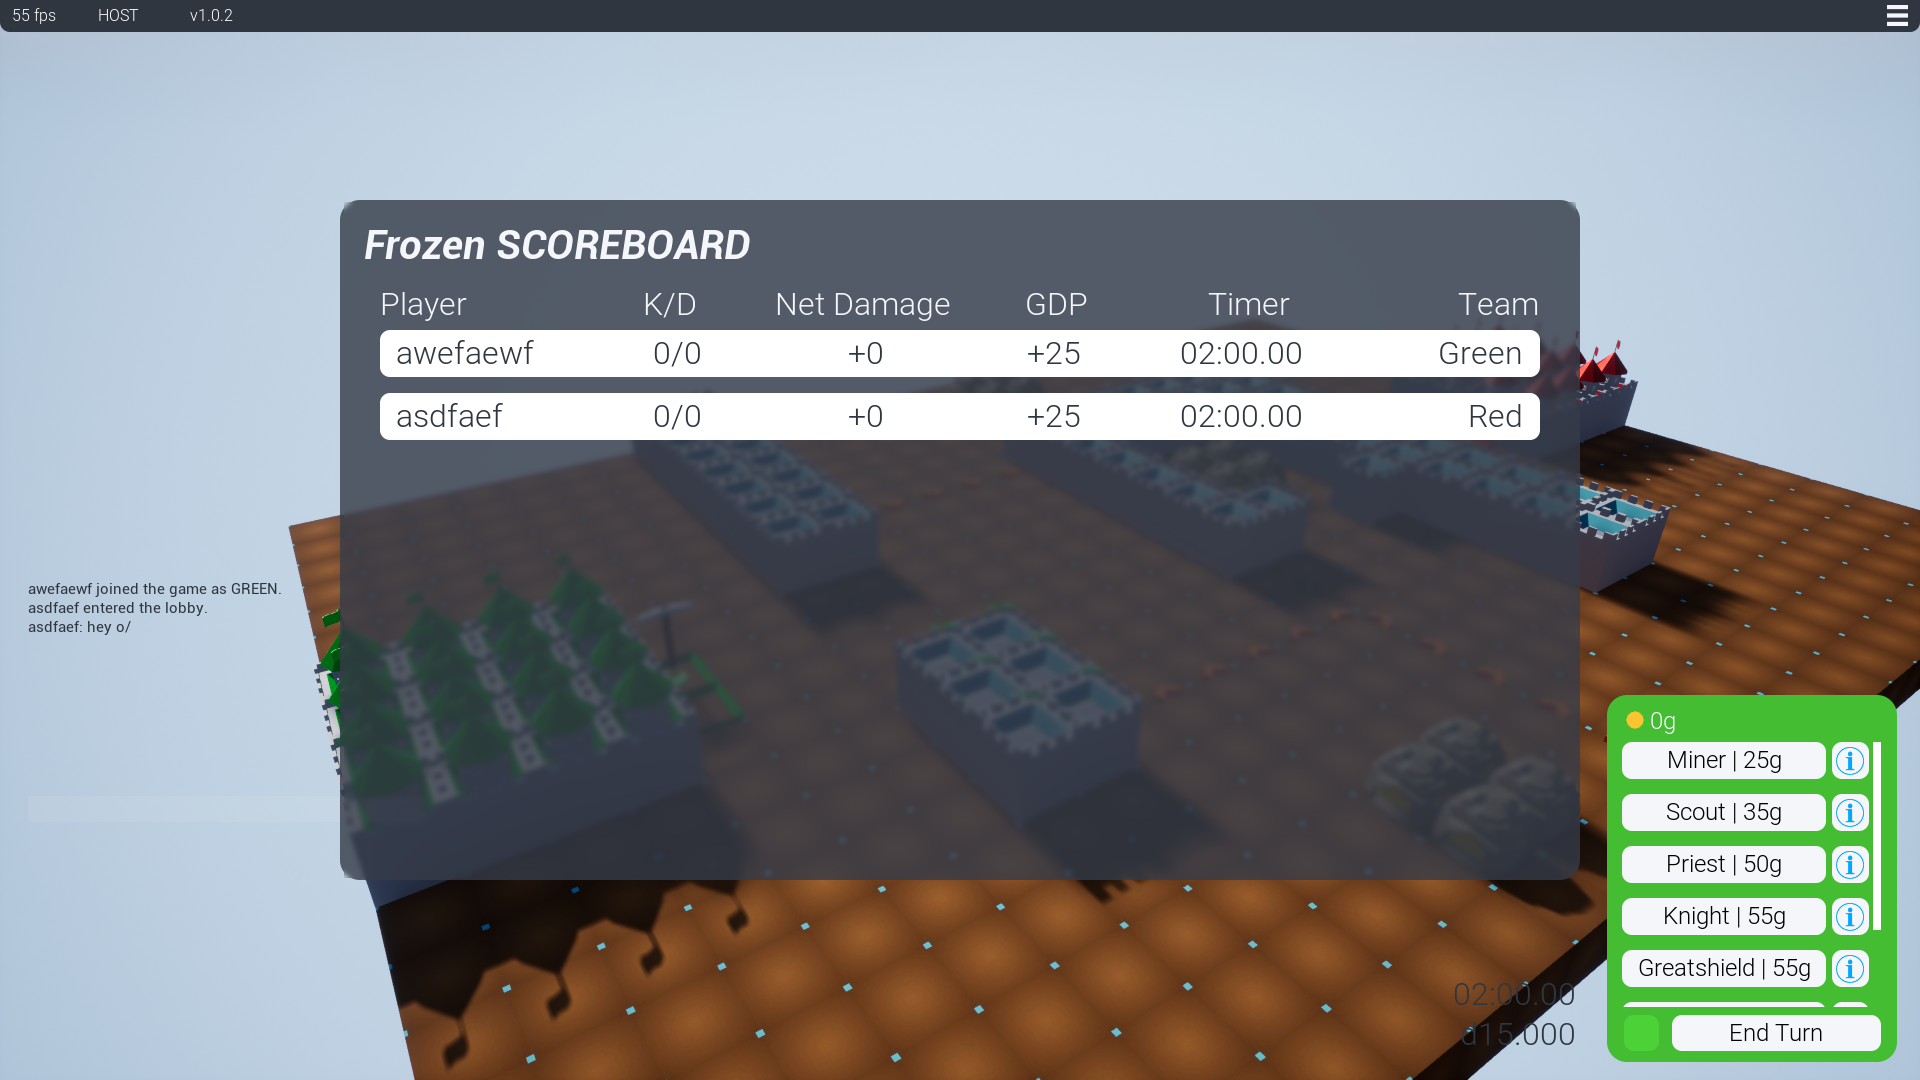 55 fps HOST v1.0.2
Frozen SCOREBOARD
Player K/D Net Damage GDP Timer Team
awefaewf 0/0 +0 +25 02:00.00 Green
asdfaef 0/0 +0 +25 02:00.00 Red
awefaewf joined the game as GREEN.
asdfaef entered the lobby.
asdfaef: hey o/
0g
Miner | 25g
Scout | 35g
Priest | 50g
Knight | 55g
Greatshield | 55g
02:00.00
d15.000
End Turn